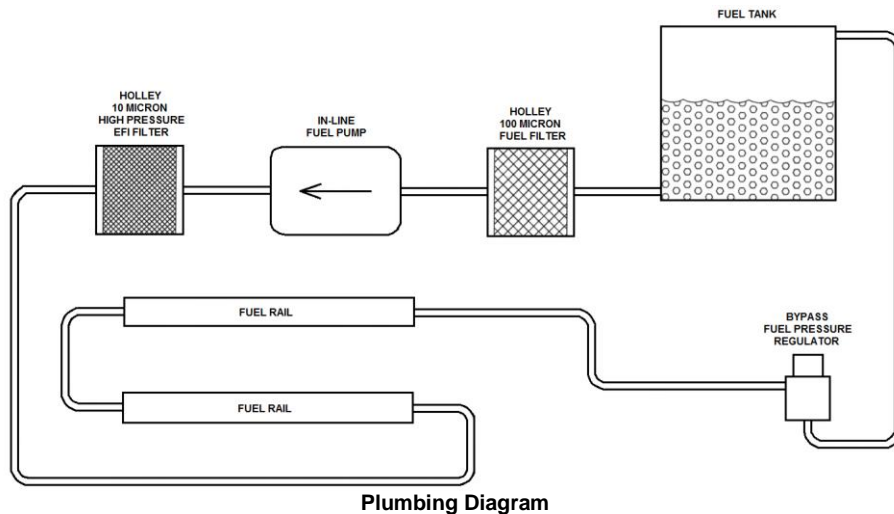 FUEL TANK
HOLLEY
10 MICRON
HIGH PRESSURE
EFI FILTER
IN-LINE
FUEL PUMP
HOLLEY
100 MICRON
FUEL FILTER
FUEL RAIL
BYPASS
FUEL PRESSURE
REGULATOR
FUEL RAIL
Plumbing Diagram